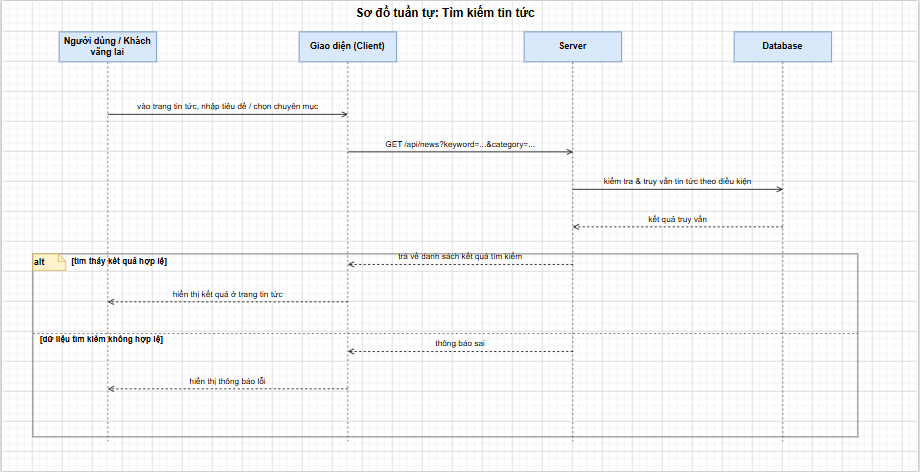 Sơ đồ tuần tự: Tìm kiếm tin tức
Người dùng / Khách
vãng lai
Giao diện (Client)
Server
Database
vào trang tin tức, nhập tiêu đề / chọn chuyên mục
GET /api/news?keyword=...&category=...
kiểm tra & truy vấn tin tức theo điều kiện
kết quả truy vấn
alt
[tìm thấy kết quả hợp lệ]
trả về danh sách kết quả tìm kiếm
hiển thị kết quả ở trang tin tức
[dữ liệu tìm kiếm không hợp lệ]
thông báo sai
hiển thị thông báo lỗi